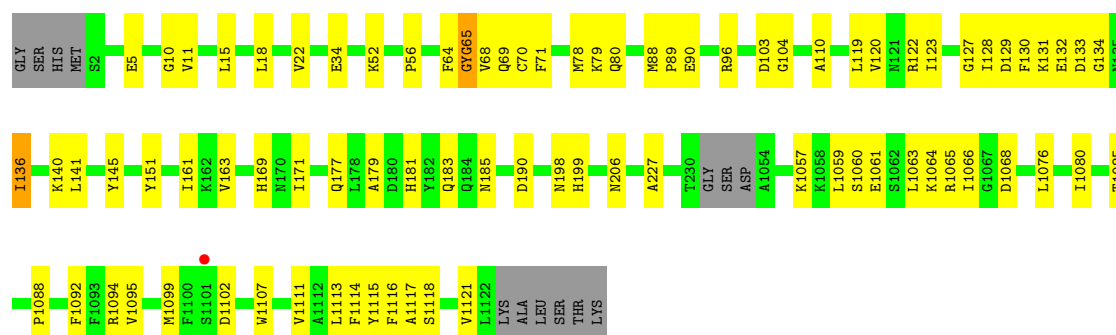 GLY SER HIS MET S2 E5 G10 V11 L15 L18 V22 E34 K52 P56 F64 GYG65 V68 Q69 C70 F71 M78 K79 Q80 M88 P89 E90 R96 D103 G104 A110 L119 V120 N121 R122 I123 G127 I128 D129 F130 K131 E132 D133 G134
I136 K140 L141 Y145 Y151 I161 K162 V163 H169 N170 I171 Q177 L178 A179 D180 H181 Y182 Q183 Q184 N185 D190 N198 H199 N206 A227 T230 GLY SER ASP A1054 K1057 K1058 L1059 S1060 E1061 S1062 L1063 K1064 R1065 I1066 G1067 D1068 L1076 I1080
P1088 F1092 F1093 R1094 V1095 M1099 F1100 S1101 D1102 W1107 V1111 A1112 L1113 F1114 Y1115 F1116 A1117 S1118 V1121 L1122 LYS ALA LEU SER THR LYS